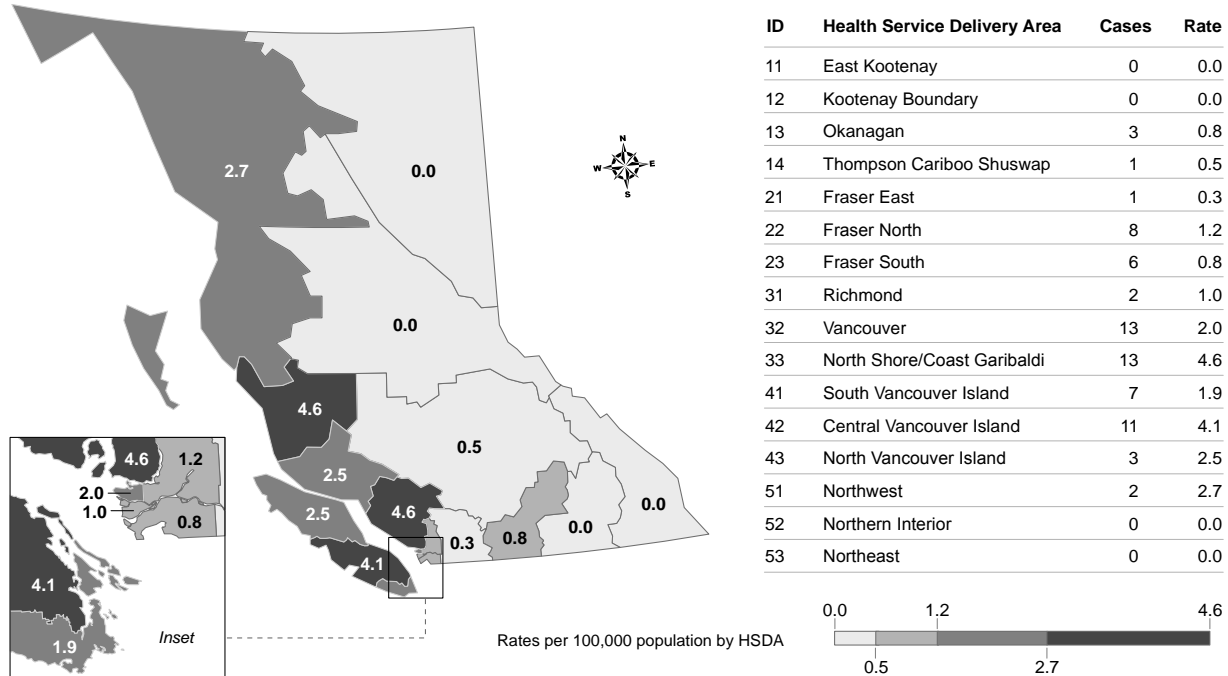 2.7
0.0
0.0
4.6
0.5
2.5
2.5
4.6
0.3
0.8
0.0
0.0
4.1
N
W E
S
4.6
1.2
2.0
1.0
0.8
4.1
1.9
Inset
ID Health Service Delivery Area Cases Rate
11 East Kootenay 0 0.0
12 Kootenay Boundary 0 0.0
13 Okanagan 3 0.8
14 Thompson Cariboo Shuswap 1 0.5
21 Fraser East 1 0.3
22 Fraser North 8 1.2
23 Fraser South 6 0.8
31 Richmond 2 1.0
32 Vancouver 13 2.0
33 North Shore/Coast Garibaldi 13 4.6
41 South Vancouver Island 7 1.9
42 Central Vancouver Island 11 4.1
43 North Vancouver Island 3 2.5
51 Northwest 2 2.7
52 Northern Interior 0 0.0
53 Northeast 0 0.0
Rates per 100,000 population by HSDA
0.0 1.2 4.6
0.5 2.7